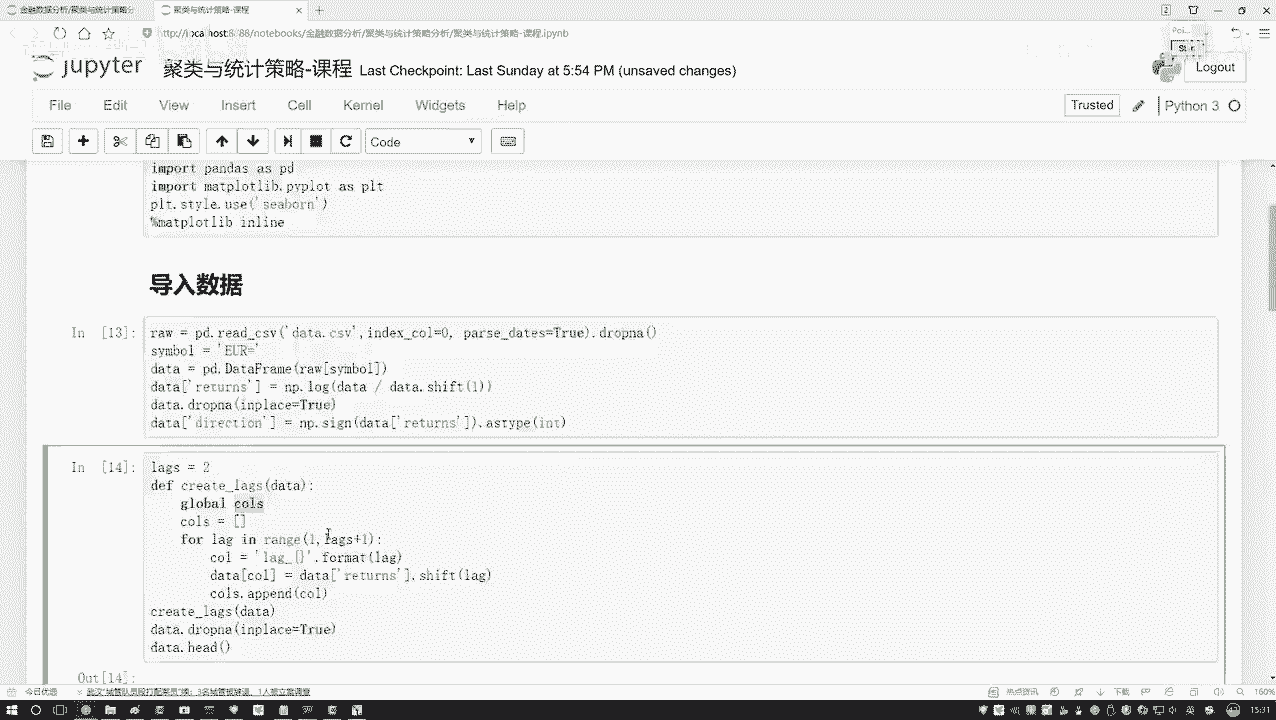 金融数据分析/聚类与统计策略分
聚类与统计策略-课程
ttp://localhost:8888/notebooks/金融数据分析/聚类与统计策略分析/聚类与统计策略-课程.ipynb
jupyter 聚类与统计策略-课程 Last Checkpoint: Last Sunday at 5:54 PM (unsaved changes)
Logout
File Edit View Insert Cell Kernel Widgets Help
Trusted Python 3
Code
import pandas as pd
import matplotlib.pyplot as plt
plt.style.use('seaborn')
%matplotlib inline
导入数据
In [13]:
raw = pd.read_csv('data.csv',index_col=0, parse_dates=True).dropna()
symbol = 'EUR='
data = pd.DataFrame(raw[symbol])
data['returns'] = np.log(data / data.shift(1))
data.dropna(inplace=True)
data['direction'] = np.sign(data['returns']).astype(int)
In [14]:
lags = 2
def create_lags(data):
global cols
cols = []
for lag in range(1,lags+1):
col = 'lag_{}'.format(lag)
data[col] = data['returns'].shift(lag)
cols.append(col)
create_lags(data)
data.dropna(inplace=True)
data.head()
Out[14]:
今日优选
热点资讯
下载
160%
15:31